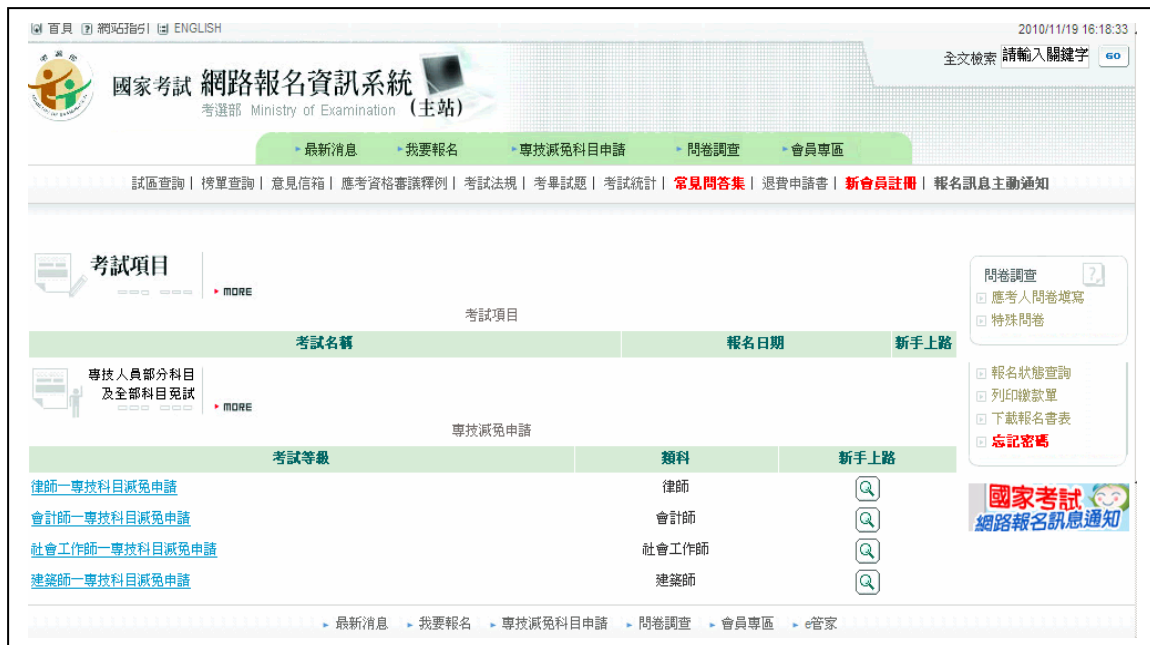 首頁 網站指引 ENGLISH
2010/11/19 16:18:33
全文檢索 請輸入關鍵字 GO
國家考試 網路報名資訊系統
考選部 Ministry of Examination (主站)
最新消息 我要報名 專技減免科目申請 問卷調查 會員專區
試區查詢 | 榜單查詢 | 意見信箱 | 應考資格審議釋例 | 考試法規 | 考畢試題 | 考試統計 | 常見問答集 | 退費申請書 | 新會員註冊 | 報名訊息主動通知
考試項目
MORE
考試項目
考試名稱 報名日期 新手上路
專技人員部分科目
及全部科目免試
MORE
專技減免申請
考試等級 類科 新手上路
律師一專技科目減免申請 律師
會計師一專技科目減免申請 會計師
社會工作師一專技科目減免申請 社會工作師
建築師一專技科目減免申請 建築師
問卷調查
應考人問卷填寫
特殊問卷
報名狀態查詢
列印繳款單
下載報名書表
忘記密碼
國家考試
網路報名訊息通知
最新消息 我要報名 專技減免科目申請 問卷調查 會員專區 e管家